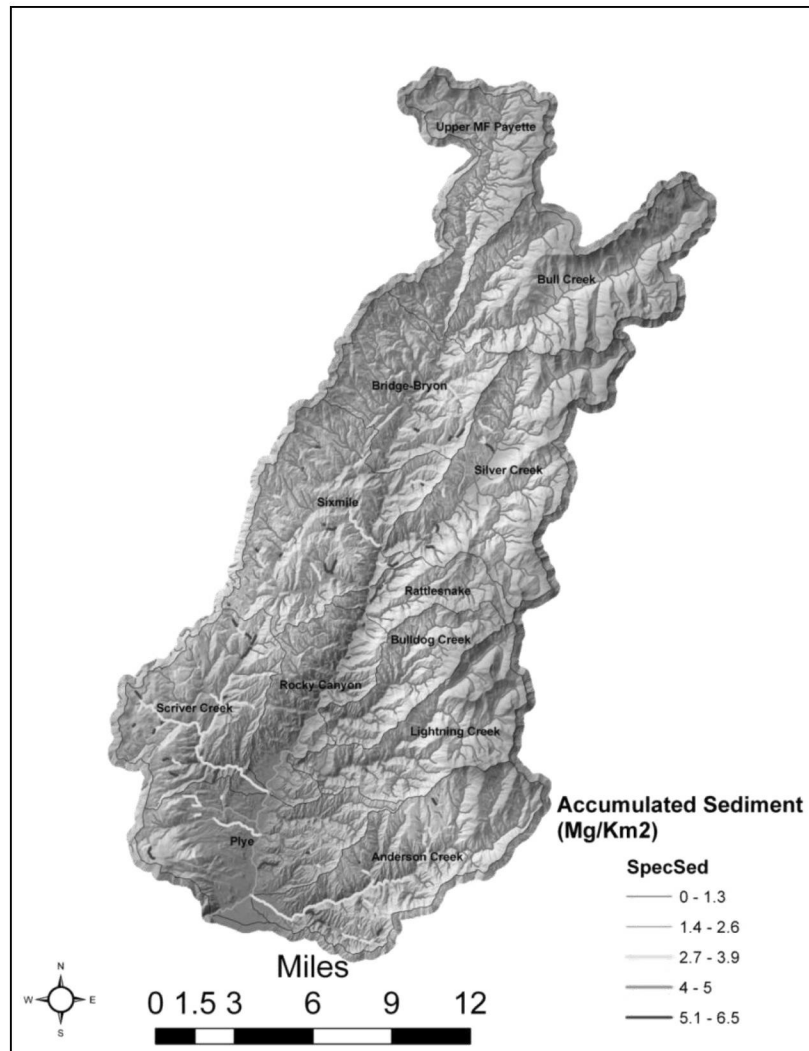 Upper MF Payette
Bull Creek
Bridge-Bryon
Silver Creek
Sixmile
Rattlesnake
Bulldog Creek
Rocky Canyon
Scriver Creek
Lightning Creek
Plye
Anderson Creek
Accumulated Sediment
(Mg/Km2)
SpecSed
0 - 1.3
1.4 - 2.6
2.7 - 3.9
4 - 5
5.1 - 6.5
N
W E
S
Miles
0 1.5 3 6 9 12